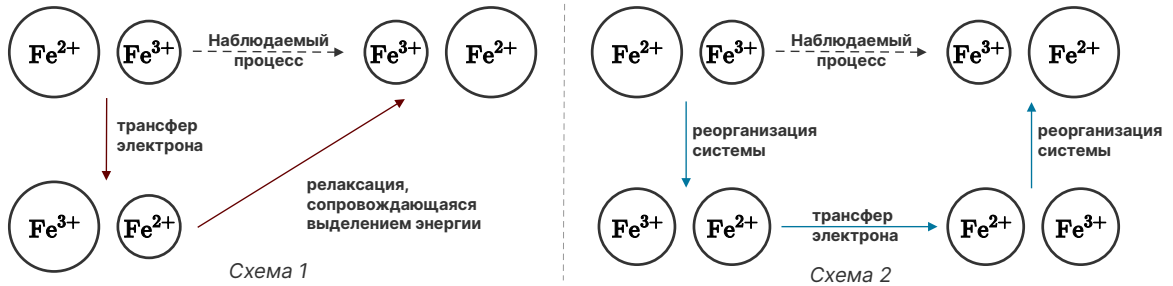 Fe²⁺ Fe³⁺ Наблюдаемый процесс Fe³⁺ Fe²⁺
трансфер
электрона
Fe³⁺ Fe²⁺
релаксация,
сопровождающаяся
выделением энергии
Схема 1
Fe²⁺ Fe³⁺ Наблюдаемый процесс Fe³⁺ Fe²⁺
реорганизация
системы
реорганизация
системы
Fe³⁺ Fe²⁺ трансфер электрона Fe²⁺ Fe³⁺
Схема 2